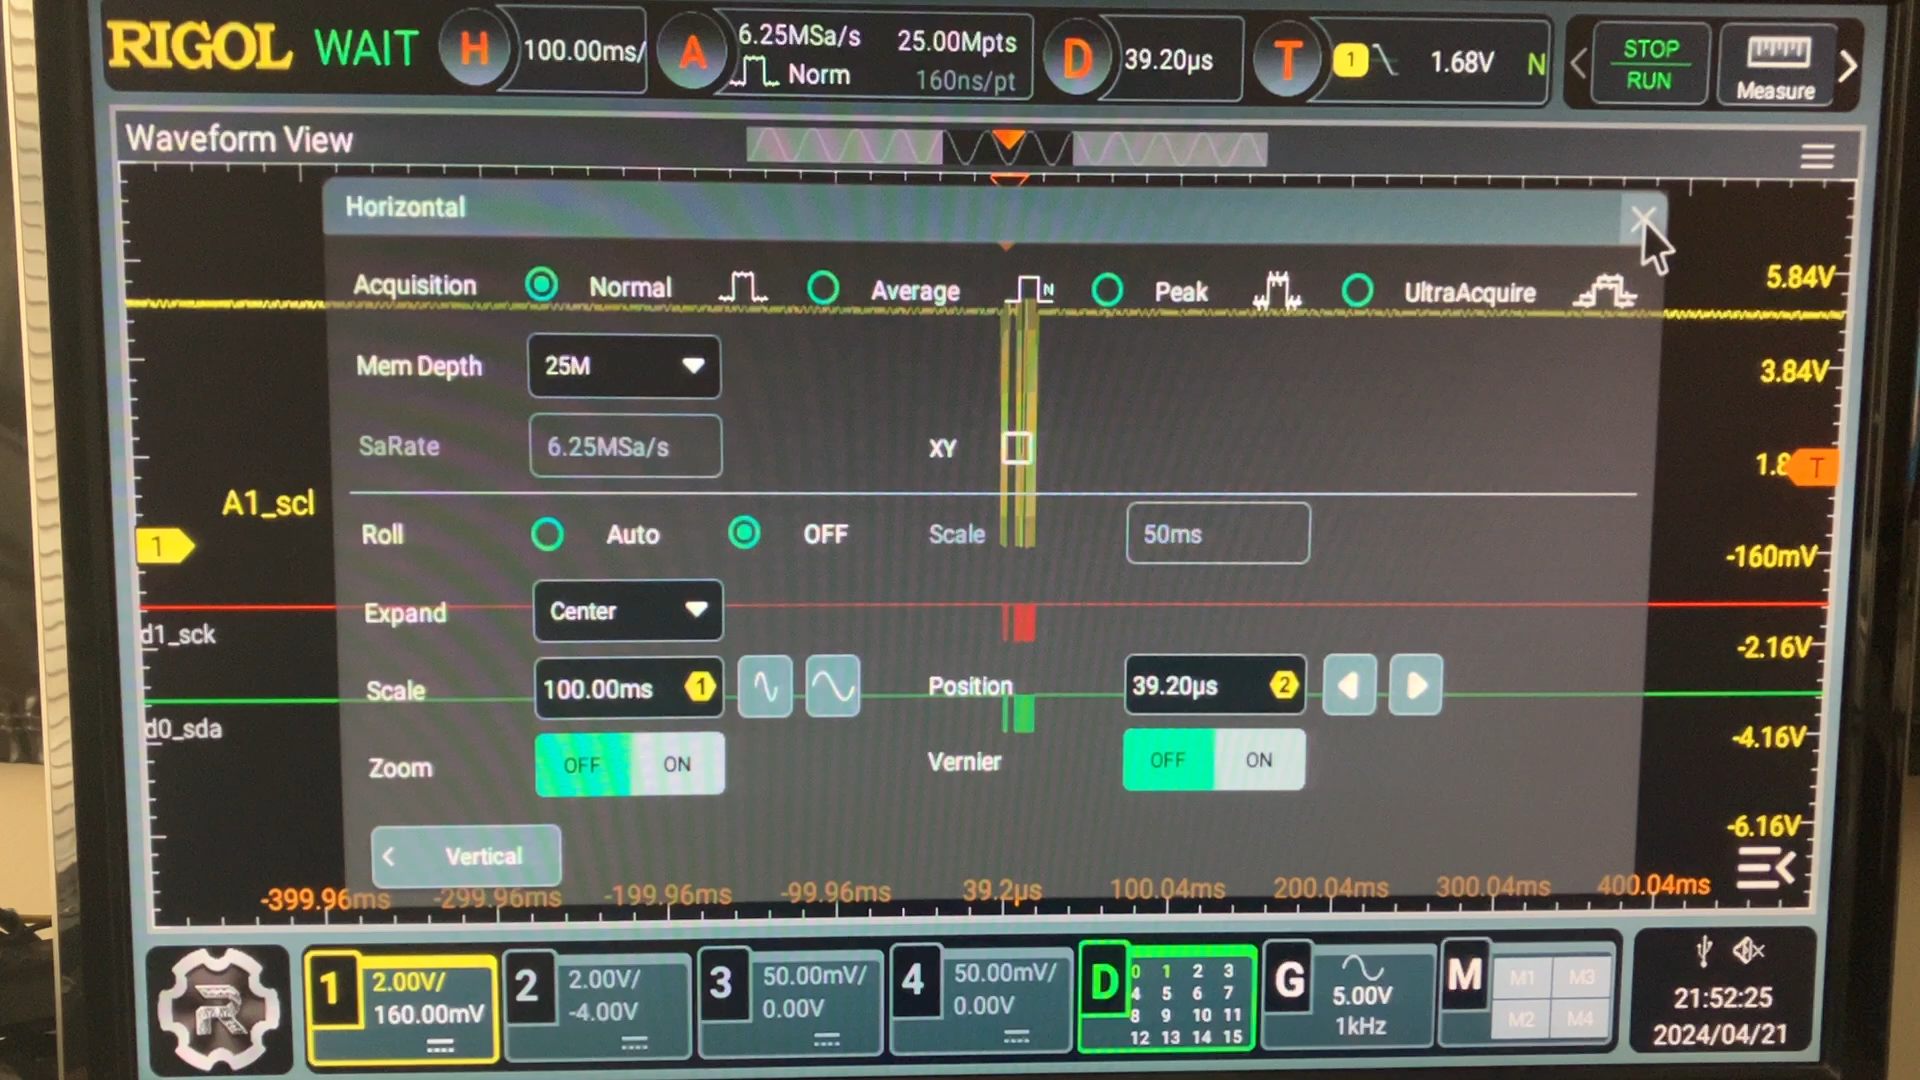 RIGOL WAIT H 100.00ms/ A 6.25MSa/s 25.00Mpts D 39.20µs T 1 1.68V N STOP Measure
Norm 160ns/pt RUN
Waveform View
Horizontal
Acquisition Normal Average N Peak UltraAcquire 5.84V
Mem Depth 25M 3.84V
SaRate 6.25MSa/s XY 1.8 T
A1_scl
1 Roll Auto OFF Scale 50ms -160mV
Expand Center
d1_sck -2.16V
Scale 100.00ms 1 Position 39.20µs 2
d0_sda -4.16V
Zoom OFF ON Vernier OFF ON
-6.16V
Vertical
-399.96ms -299.96ms -199.96ms -99.96ms 39.2µs 100.04ms 200.04ms 300.04ms 400.04ms
1 2.00V/ 160.00mV
2 2.00V/ -4.00V
3 50.00mV/ 0.00V
4 50.00mV/ 0.00V
D 0 1 2 3
4 5 6 7
8 9 10 11
12 13 14 15
G 5.00V 1kHz
M M1 M3 M2 M4
R
21:52:25
2024/04/21